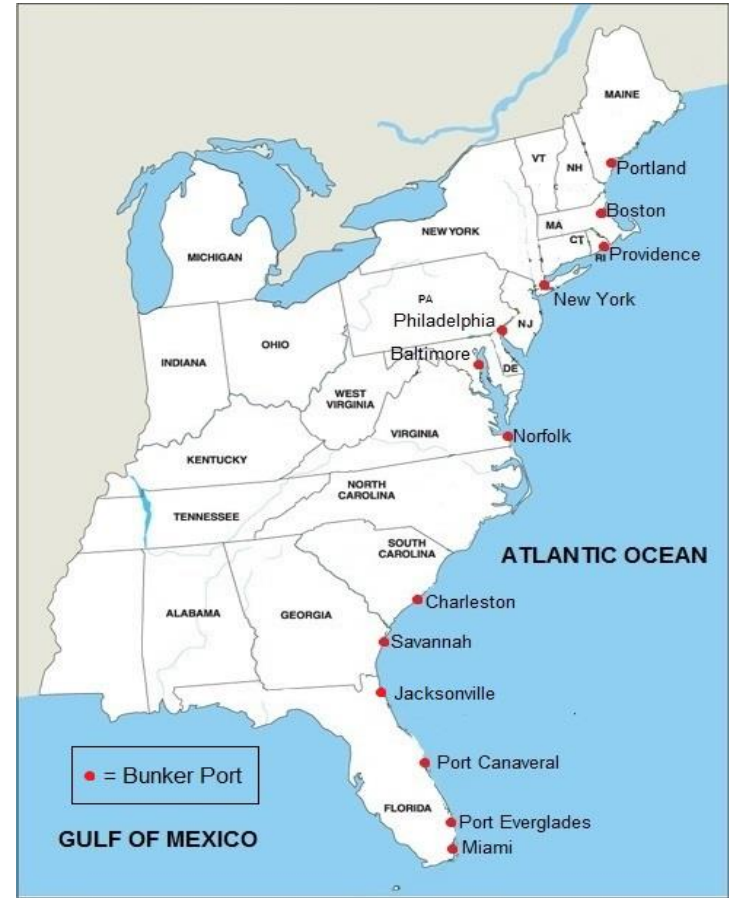 MAINE
VT
NH
Portland
Boston
MA
NEW YORK
CT
RI
Providence
MICHIGAN
New York
PA
NJ
Philadelphia
OHIO
Baltimore
INDIANA
DE
WEST
VIRGINIA
VIRGINIA
Norfolk
KENTUCKY
NORTH
CAROLINA
TENNESSEE
SOUTH
CAROLINA
ATLANTIC OCEAN
Charleston
ALABAMA
GEORGIA
Savannah
Jacksonville
Port Canaveral
= Bunker Port
FLORIDA
Port Everglades
GULF OF MEXICO
Miami